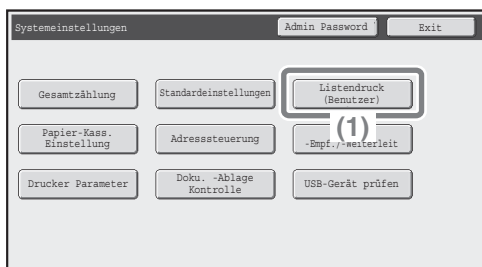 Systemeinstellungen
Admin Password
Exit
Gesamtzählung
Standardeinstellungen
Listendruck
(Benutzer)
Papier-Kass.
Einstellung
Adresssteuerung
(1)
-Empf./-Weiterleit
Drucker Parameter
Doku. -Ablage
Kontrolle
USB-Gerät prüfen